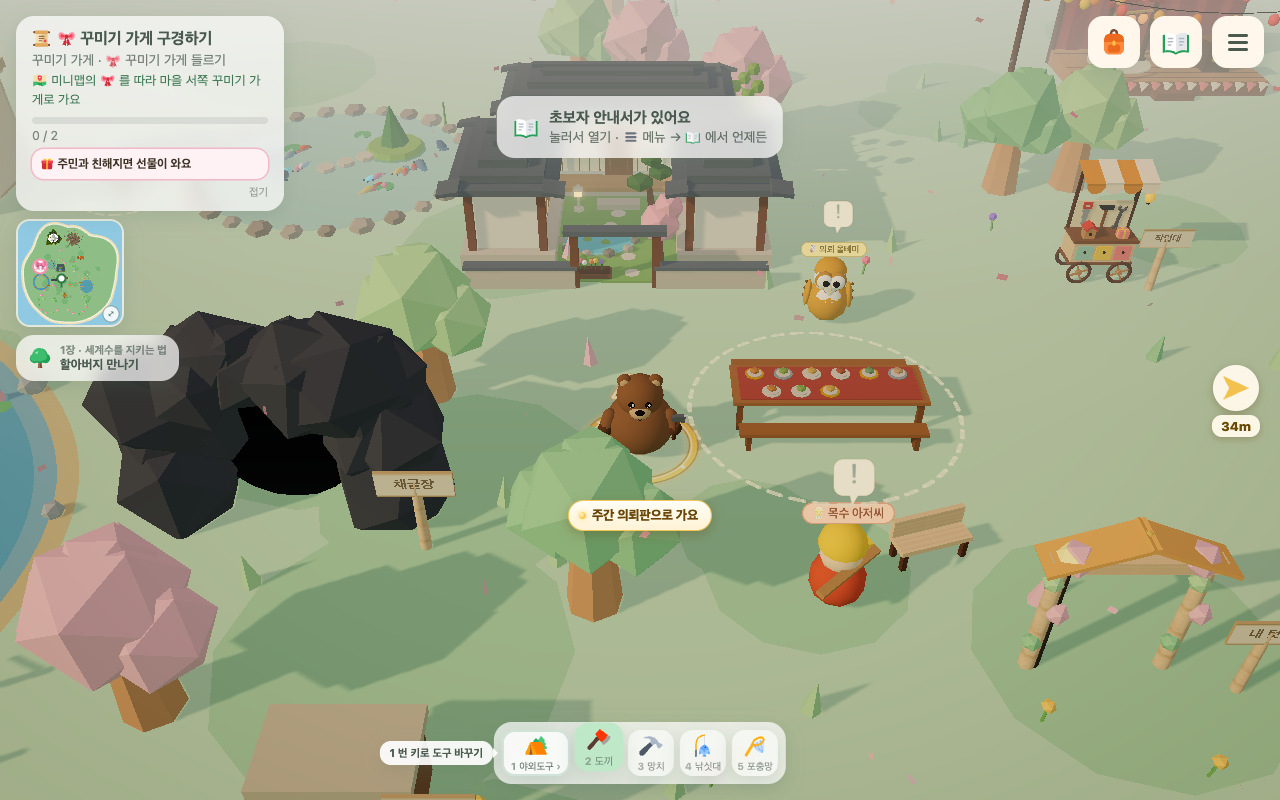 꾸미기 가게 구경하기
꾸미기 가게 · 꾸미기 가게 들르기
미니맵의 를 따라 마을 서쪽 꾸미기 가
게로 가요
0 / 2
주민과 친해지면 선물이 와요
접기
초보자 안내서가 있어요
눌러서 열기 · 메뉴 → 에서 언제든
의뢰 올빼미
작업대
1장 · 세계수를 지키는 법
할아버지 만나기
34m
채굴장
주간 의뢰판으로 가요
목수 아저씨
내 텃
1 번 키로 도구 바꾸기
1 야외도구 ›
2 도끼
3 망치
4 낚싯대
5 포충망